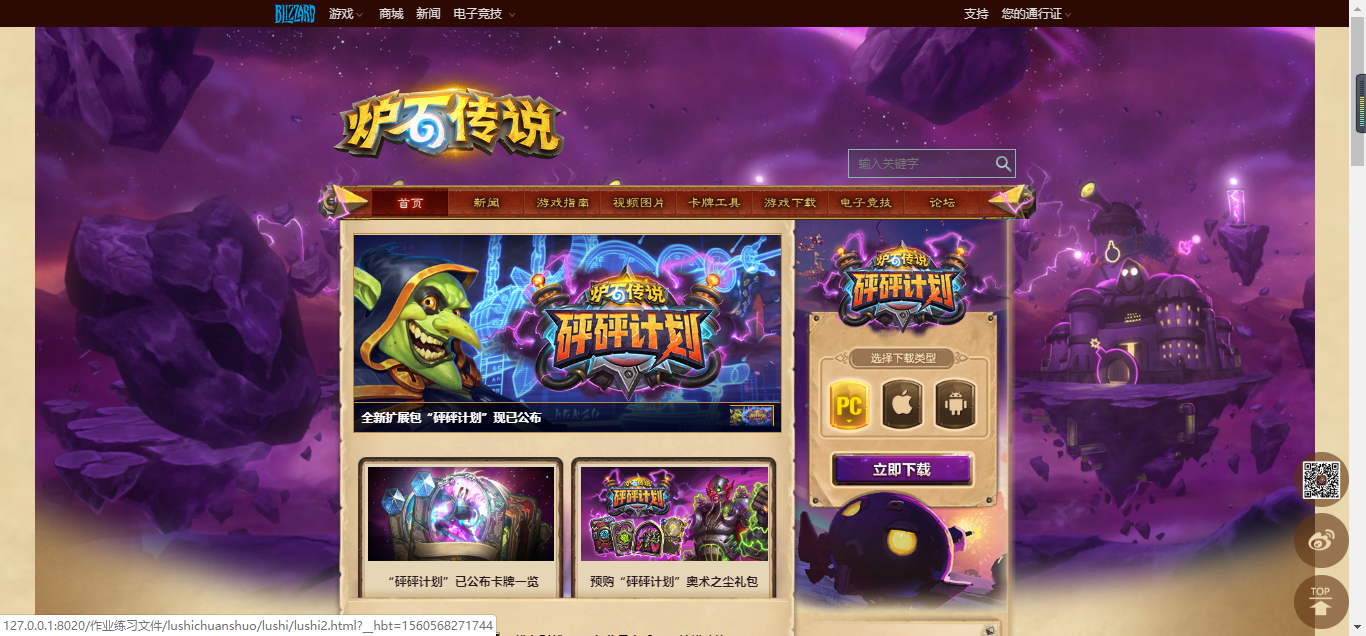 BLIZZARD 游戏 商城 新闻 电子竞技 支持 您的通行证
炉石传说
输入关键字
首页 新闻 游戏指南 视频图片 卡牌工具 游戏下载 电子竞技 论坛
炉石传说
砰砰计划
全新扩展包“砰砰计划”现已公布
炉石传说
砰砰计划
选择下载类型
PC
立即下载
炉石传说
砰砰计划
“砰砰计划”已公布卡牌一览 预购“砰砰计划”奥术之尘礼包
TOP
127.0.0.1:8020/作业练习文件/lushichuanshuo/lushi/lushi2.html?__hbt=1560568271744